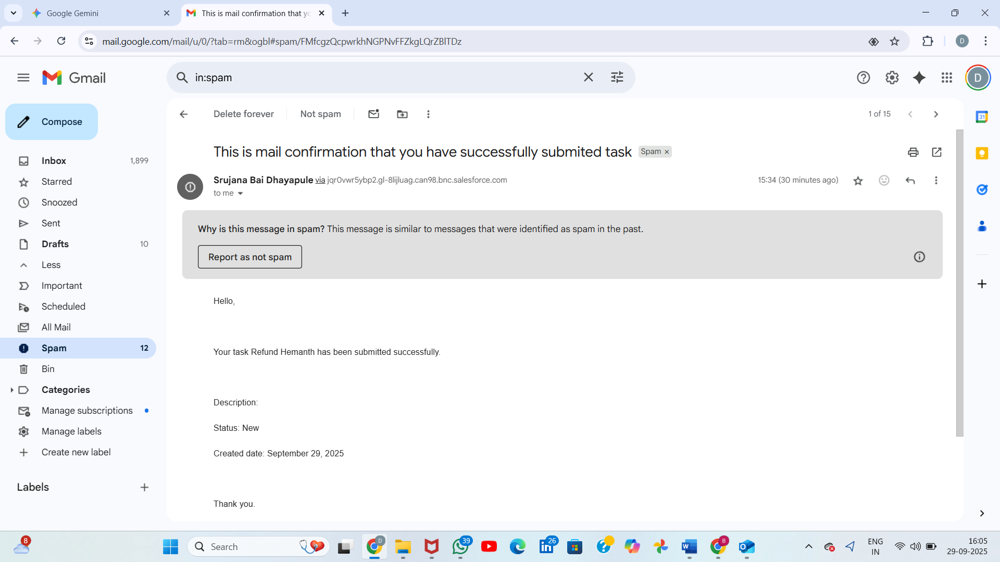 Google Gemini
This is mail confirmation that yo
mail.google.com/mail/u/0/?tab=rm&ogbl#spam/FMfcgzQcpwrkhNGPNvFFZkgLQrZBlTDz
D
Gmail
in:spam
D
Compose
Delete forever
Not spam
1 of 15
31
This is mail confirmation that you have successfully submited task
Spam ×
Inbox 1,899
Starred
Snoozed
Sent
Drafts 10
Less
Important
Scheduled
All Mail
Spam 12
Bin
Categories
Manage subscriptions
Manage labels
Create new label
Labels
Srujana Bai Dhayapule via jqr0vwr5ybp2.gl-8lijluag.can98.bnc.salesforce.com
15:34 (30 minutes ago)
to me
Why is this message in spam? This message is similar to messages that were identified as spam in the past.
Report as not spam
Hello,
Your task Refund Hemanth has been submitted successfully.
Description:
Status: New
Created date: September 29, 2025
Thank you.
8
Search
D
39
26
B
ENG
IN
16:05
29-09-2025